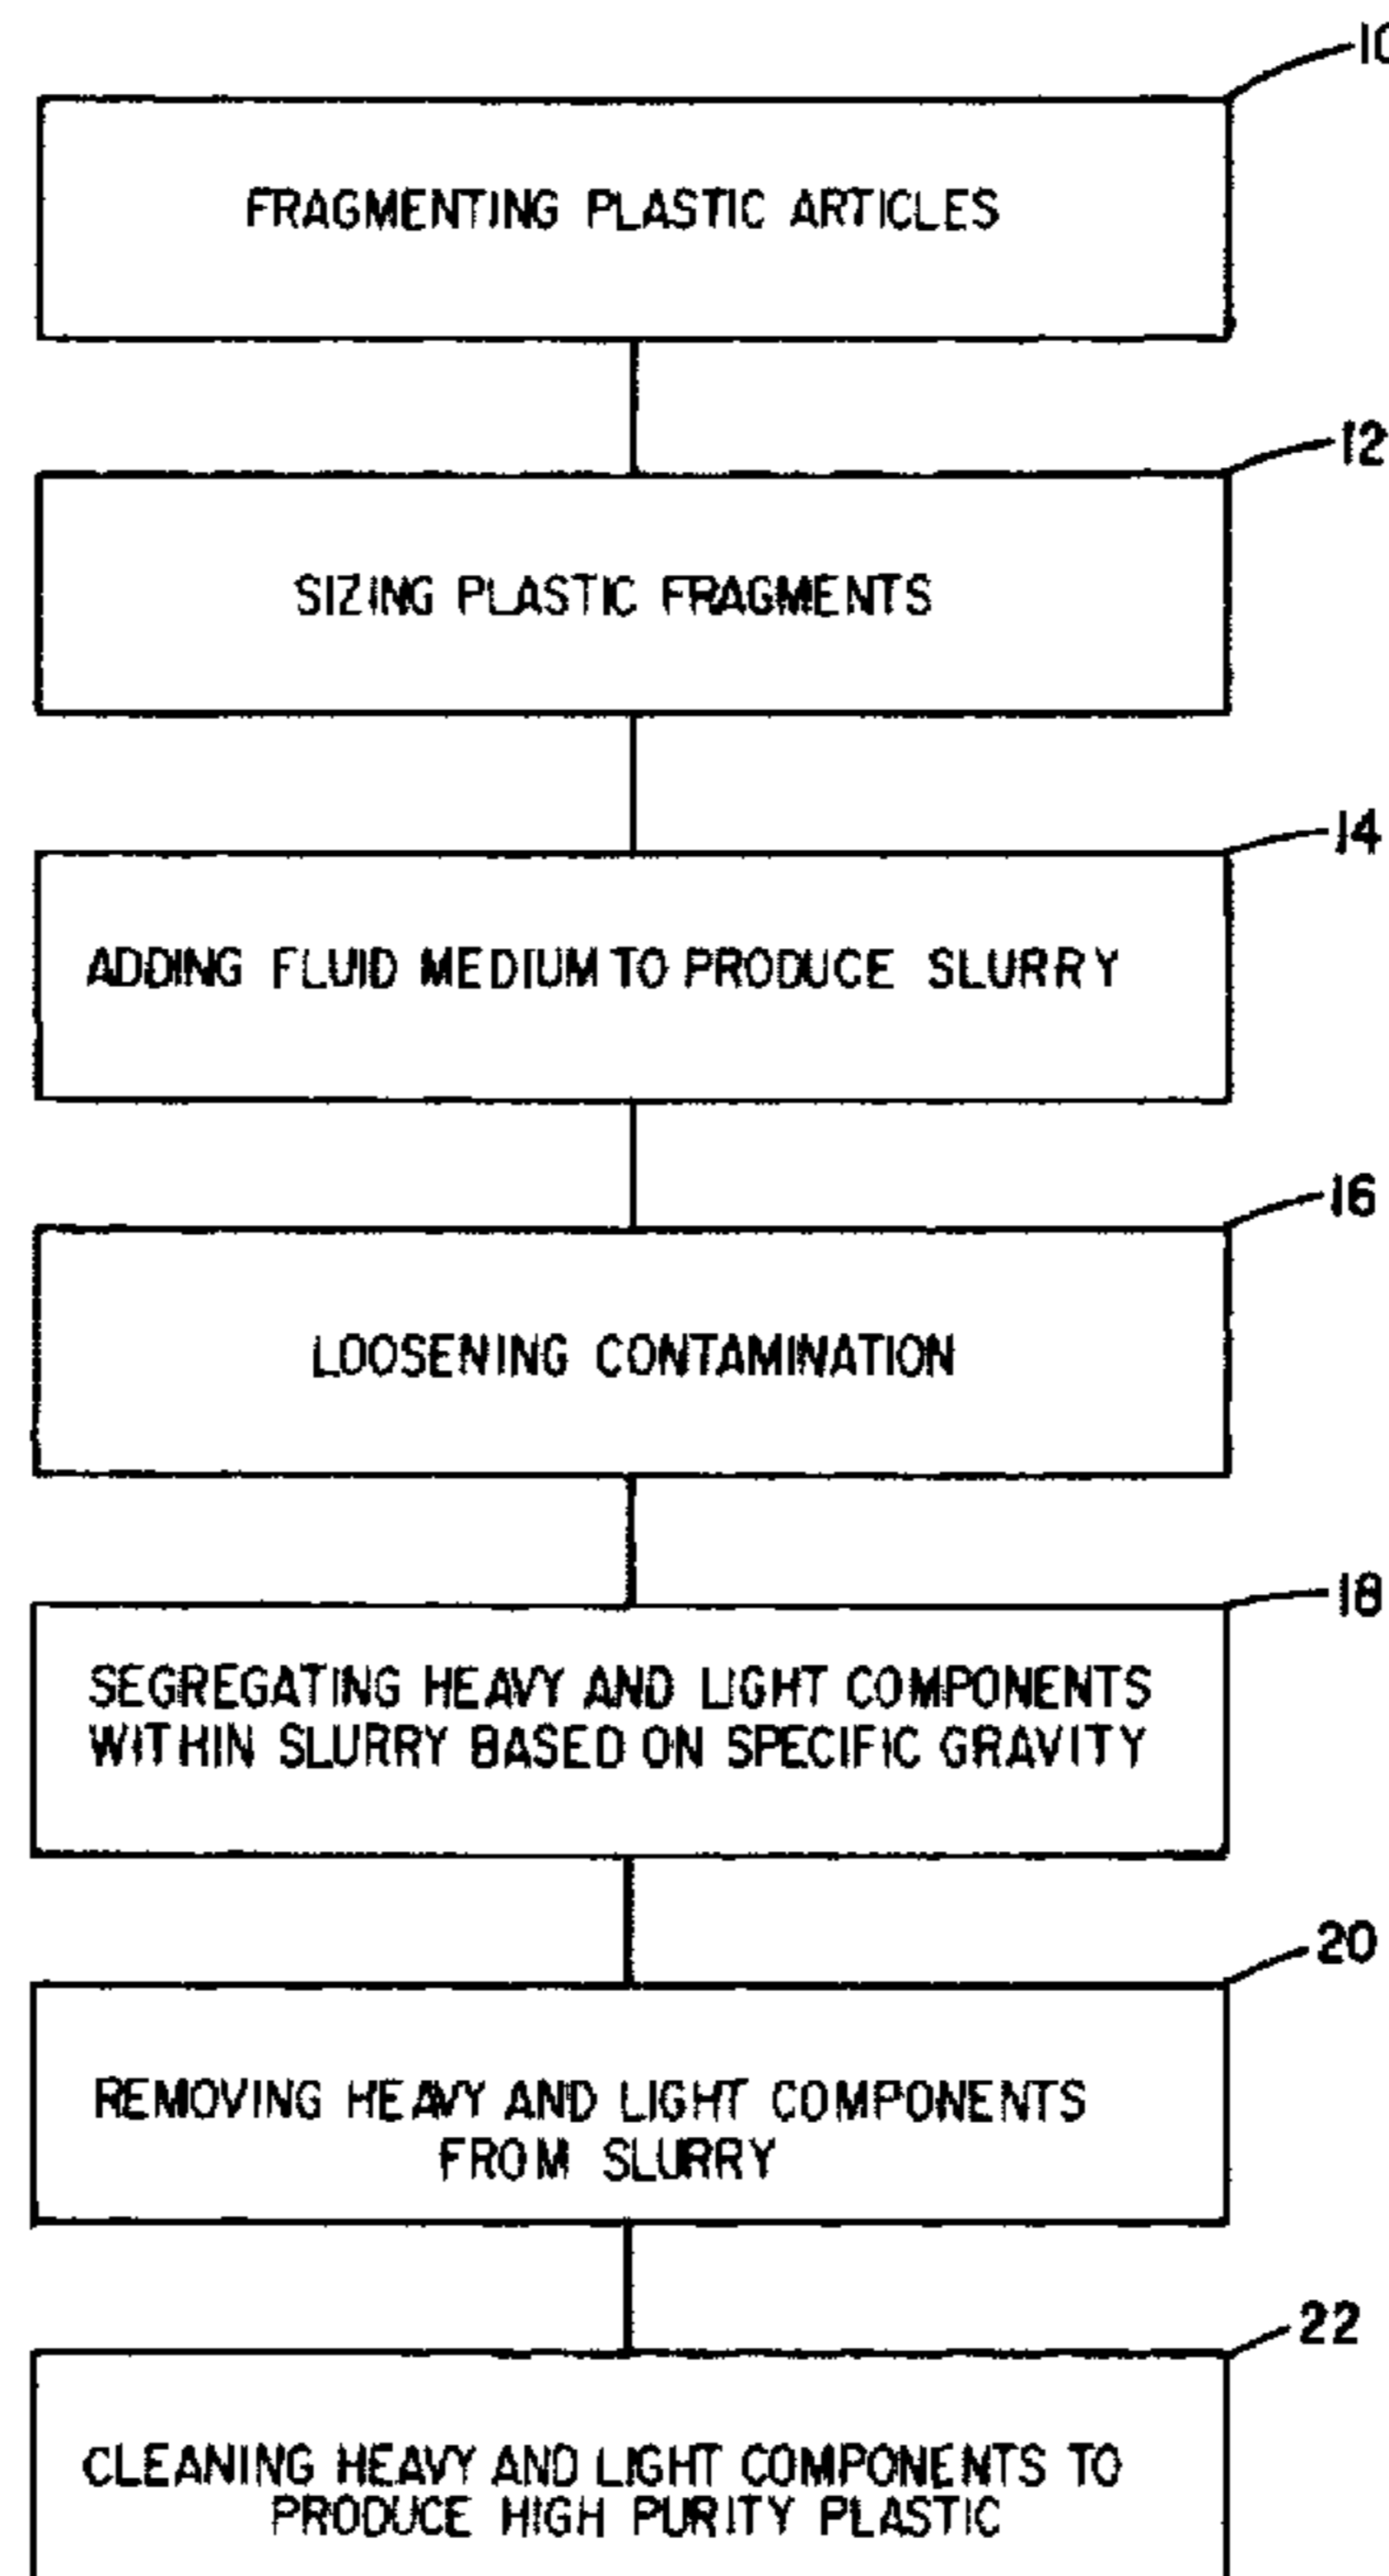 10
FRAGMENTING PLASTIC ARTICLES
12
SIZING PLASTIC FRAGMENTS
14
ADDING FLUID MEDIUM TO PRODUCE SLURRY
16
LOOSENING CONTAMINATION
18
SEGREGATING HEAVY AND LIGHT COMPONENTS
WITHIN SLURRY BASED ON SPECIFIC GRAVITY
20
REMOVING HEAVY AND LIGHT COMPONENTS
FROM SLURRY
22
CLEANING HEAVY AND LIGHT COMPONENTS TO
PRODUCE HIGH PURITY PLASTIC